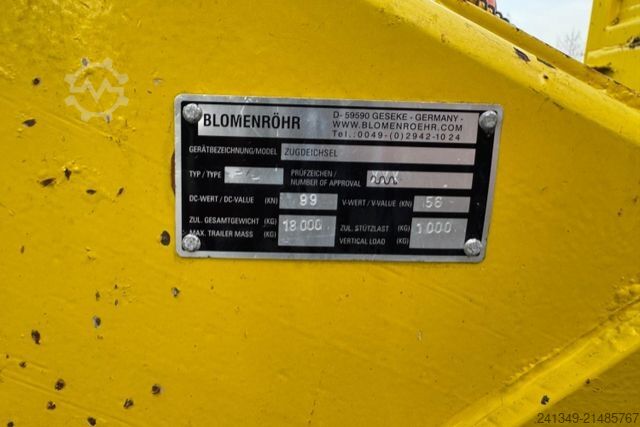 BLOMENRÖHR
D- 59590 GESEKE - GERMANY -
WWW.BLOMENROEHR.COM
Tel.: 0049-(0)2942-1024
GERÄTBEZEICHNUNG/MODEL ZUGDEICHSEL
TYP / TYPE PRÜFZEICHEN/
NUMBER OF APPROVAL
DC-WERT / DC-VALUE (KN) 89 V-WERT / V-VALUE (KN) 56
ZUL. GESAMTGEWICHT (KG) 18 000 ZUL. STÜTZLAST (KG) 1.000
MAX. TRAILER MASS (KG) VERTICAL LOAD (KG)
241349-21485767